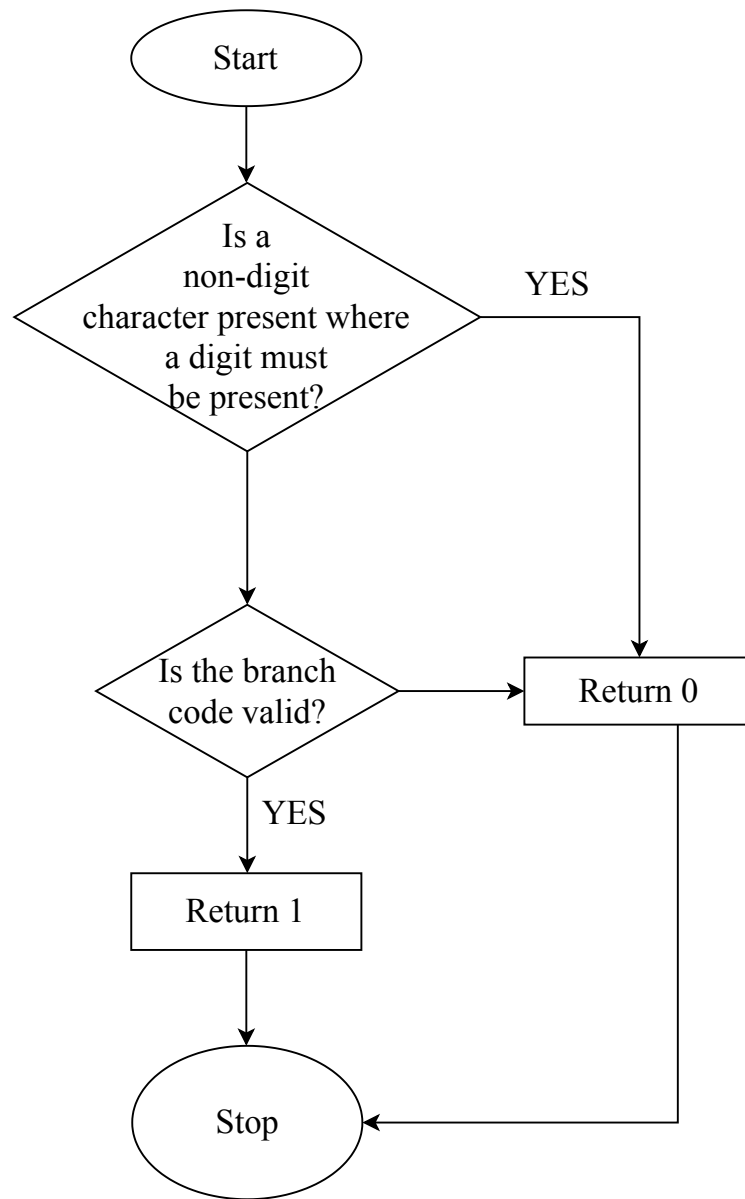 Start
Is a
non-digit
character present where
a digit must
be present?
YES
Is the branch
code valid?
Return 0
YES
Return 1
Stop